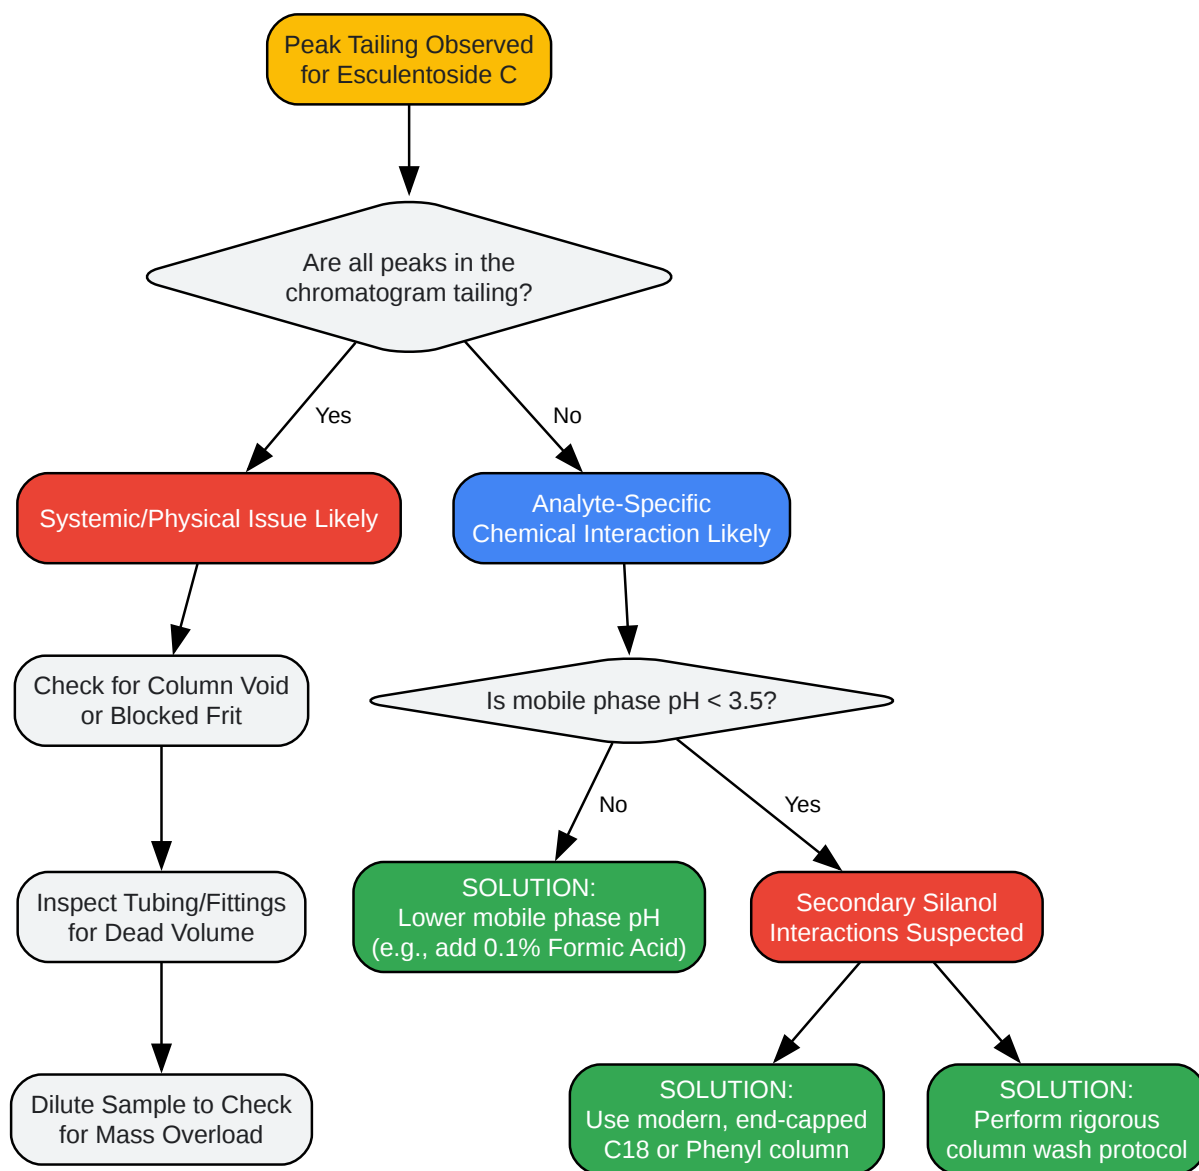 Peak Tailing Observed
for Esculentoside C
Are all peaks in the
chromatogram tailing?
Yes
No
Systemic/Physical Issue Likely
Analyte-Specific
Chemical Interaction Likely
Check for Column Void
or Blocked Frit
Is mobile phase pH < 3.5?
No
Yes
Inspect Tubing/Fittings
for Dead Volume
SOLUTION:
Lower mobile phase pH
(e.g., add 0.1% Formic Acid)
Secondary Silanol
Interactions Suspected
Dilute Sample to Check
for Mass Overload
SOLUTION:
Use modern, end-capped
C18 or Phenyl column
SOLUTION:
Perform rigorous
column wash protocol